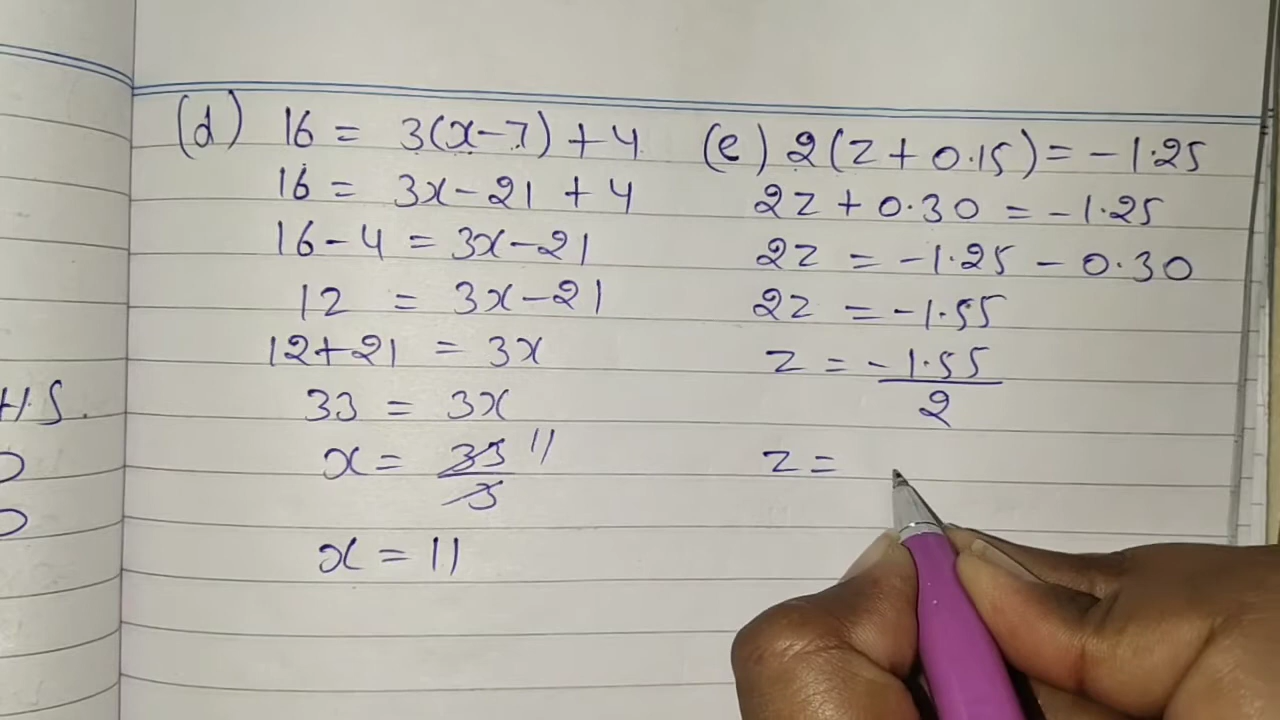 H.S.
(d) 16 = 3(x-7) + 4
16 = 3x - 21 + 4
16 - 4 = 3x - 21
12 = 3x - 21
12 + 21 = 3x
33 = 3x
x = 33/3 11
x = 11
(e) 2(z + 0.15) = -1.25
2z + 0.30 = -1.25
2z = -1.25 - 0.30
2z = -1.55
z = -1.55/2
z =